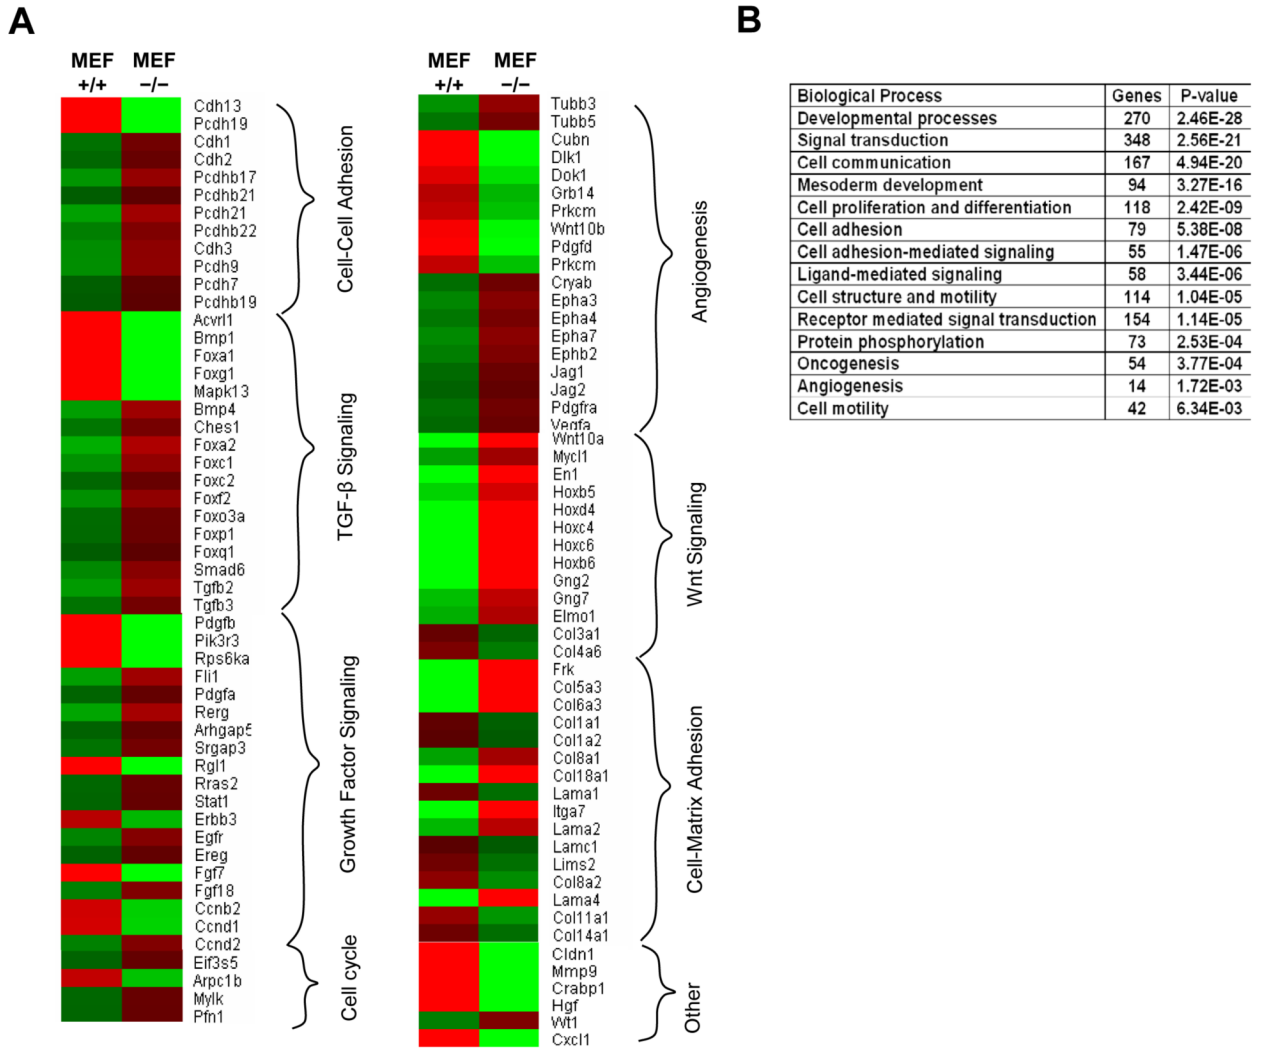 A
MEF MEF
+/+ −/−
Cdh13
Pcdh19
Cdh1
Cdh2
Pcdhb17
Pcdhb21
Pcdh21
Pcdhb22
Cdh3
Pcdh9
Pcdh7
Pcdhb19
Cell-Cell Adhesion
Acvrl1
Bmp1
Foxa1
Foxg1
Mapk13
Bmp4
Ches1
Foxa2
Foxc1
Foxc2
Foxf2
Foxo3a
Foxp1
Foxq1
Smad6
Tgfb2
Tgfb3
TGF-β Signaling
Pdgfb
Pik3r3
Rps6ka
Fli1
Pdgfa
Rerg
Arhgap5
Srgap3
Rgl1
Rras2
Stat1
Erbb3
Egfr
Ereg
Fgf7
Fgf18
Ccnb2
Ccnd1
Growth Factor Signaling
Ccnd2
Eif3s5
Arpc1b
Mylk
Pfn1
Cell cycle
MEF MEF
+/+ −/−
Tubb3
Tubb5
Cubn
Dlk1
Dok1
Grb14
Prkcm
Wnt10b
Pdgfd
Prkcm
Cryab
Epha3
Epha4
Epha7
Ephb2
Jag1
Jag2
Pdgfra
Vegfa
Angiogenesis
Wnt10a
Mycl1
En1
Hoxb5
Hoxd4
Hoxc4
Hoxc6
Hoxb6
Gng2
Gng7
Elmo1
Col3a1
Col4a6
Wnt Signaling
Frk
Col5a3
Col6a3
Col1a1
Col1a2
Col8a1
Col18a1
Lama1
Itga7
Lama2
Lamc1
Lims2
Col8a2
Lama4
Col11a1
Col14a1
Cell-Matrix Adhesion
Cldn1
Mmp9
Crabp1
Hgf
Wt1
Cxcl1
Other
B
Biological Process Genes P-value
Developmental processes 270 2.46E-28
Signal transduction 348 2.56E-21
Cell communication 167 4.94E-20
Mesoderm development 94 3.27E-16
Cell proliferation and differentiation 118 2.42E-09
Cell adhesion 79 5.38E-08
Cell adhesion-mediated signaling 55 1.47E-06
Ligand-mediated signaling 58 3.44E-06
Cell structure and motility 114 1.04E-05
Receptor mediated signal transduction 154 1.14E-05
Protein phosphorylation 73 2.53E-04
Oncogenesis 54 3.77E-04
Angiogenesis 14 1.72E-03
Cell motility 42 6.34E-03